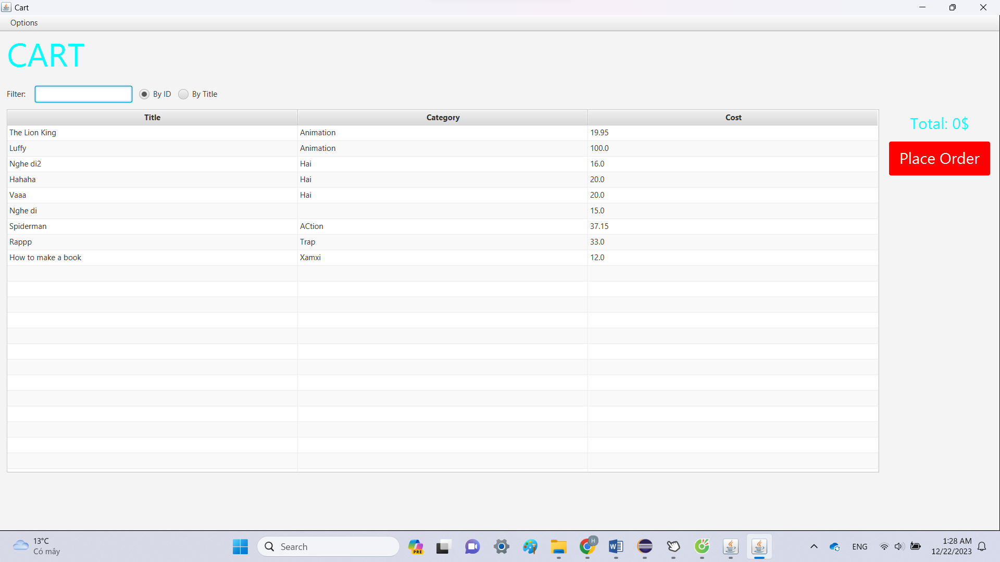 Cart
Options
CART
Filter: By ID By Title
Title Category Cost
The Lion King Animation 19.95
Luffy Animation 100.0
Nghe di2 Hai 16.0
Hahaha Hai 20.0
Vaaa Hai 20.0
Nghe di 15.0
Spiderman ACtion 37.15
Rappp Trap 33.0
How to make a book Xamxi 12.0
Total: 0$
Place Order
13°C
Có mây
Search
PRE
H
W
ENG
1:28 AM
12/22/2023